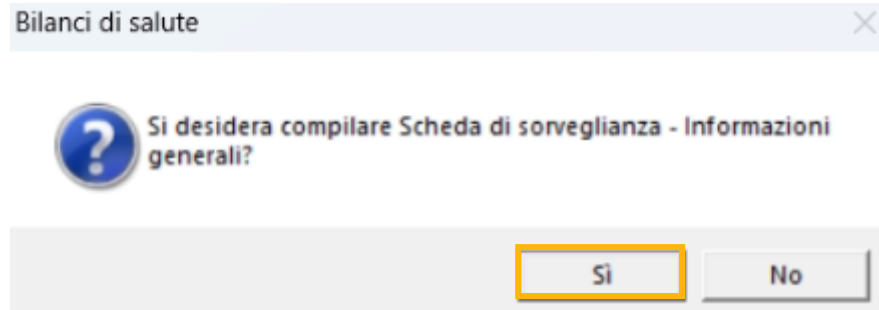 Bilanci di salute
Si desidera compilare Scheda di sorveglianza - Informazioni
generali?
Sì
No